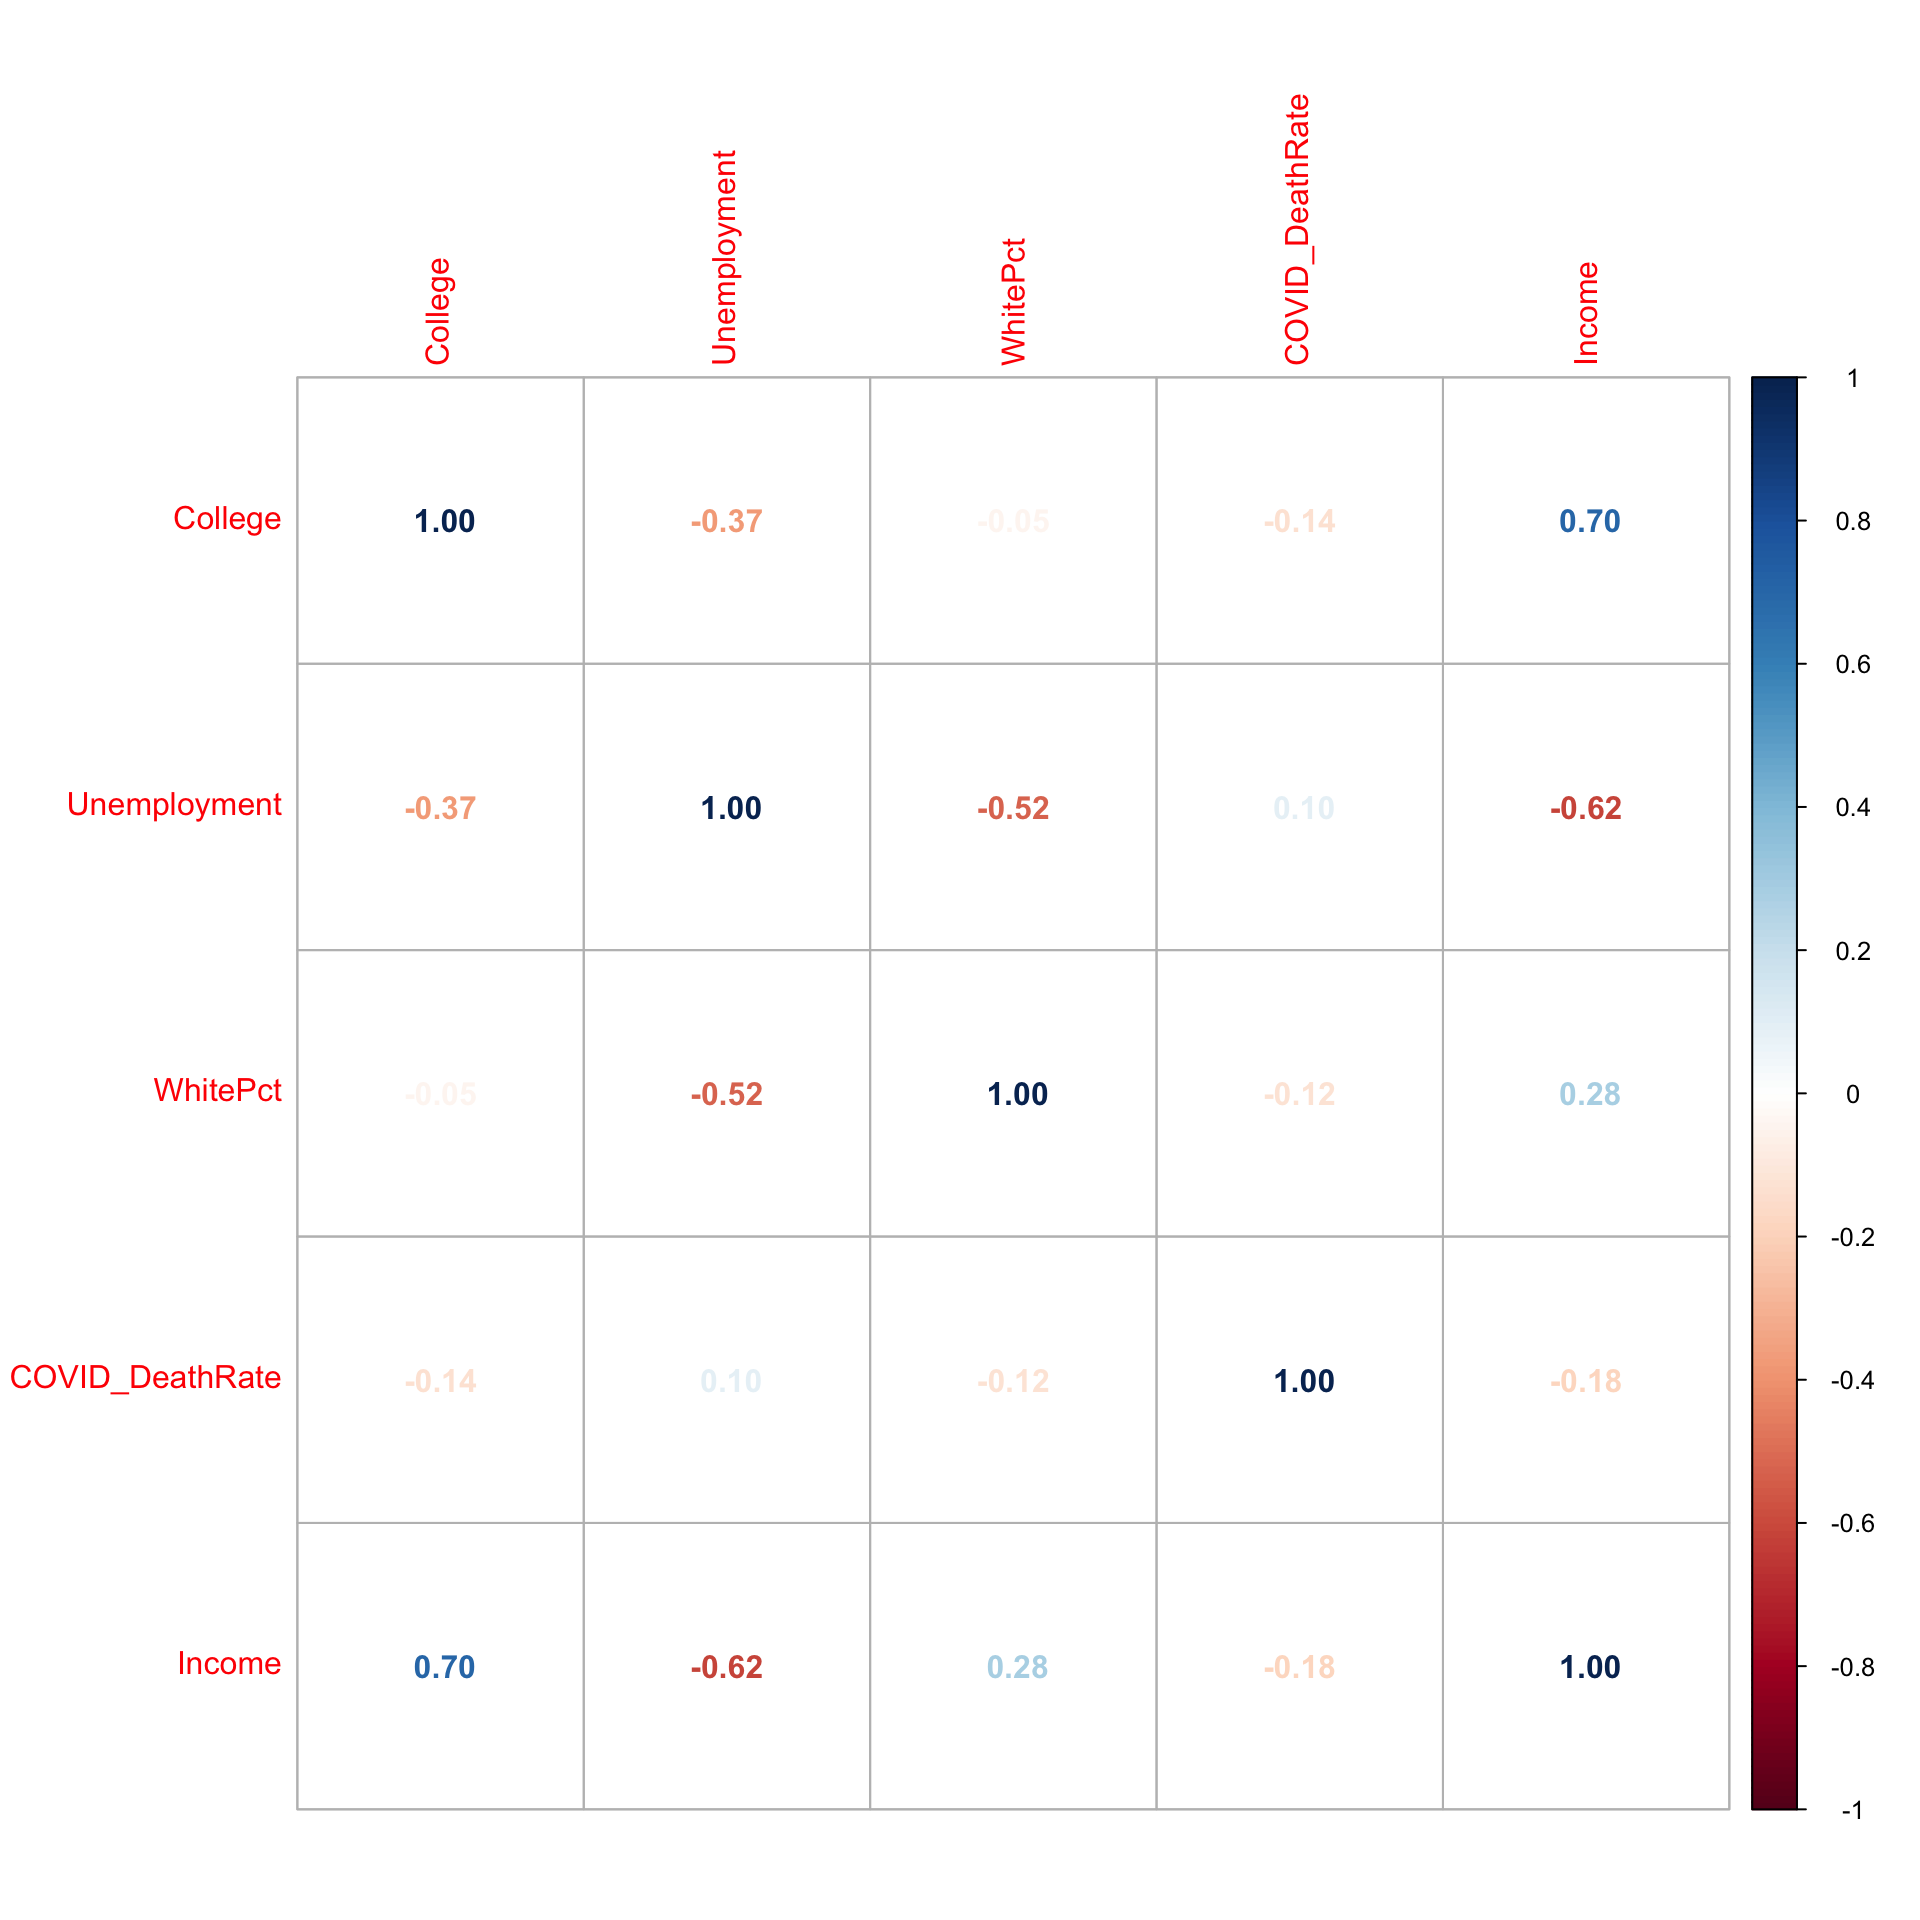 College Unemployment WhitePct COVID_DeathRate Income
College 1.00 -0.37 -0.05 -0.14 0.70
Unemployment -0.37 1.00 -0.52 0.10 -0.62
WhitePct -0.05 -0.52 1.00 -0.12 0.28
COVID_DeathRate -0.14 0.10 -0.12 1.00 -0.18
Income 0.70 -0.62 0.28 -0.18 1.00
1
0.8
0.6
0.4
0.2
0
-0.2
-0.4
-0.6
-0.8
-1